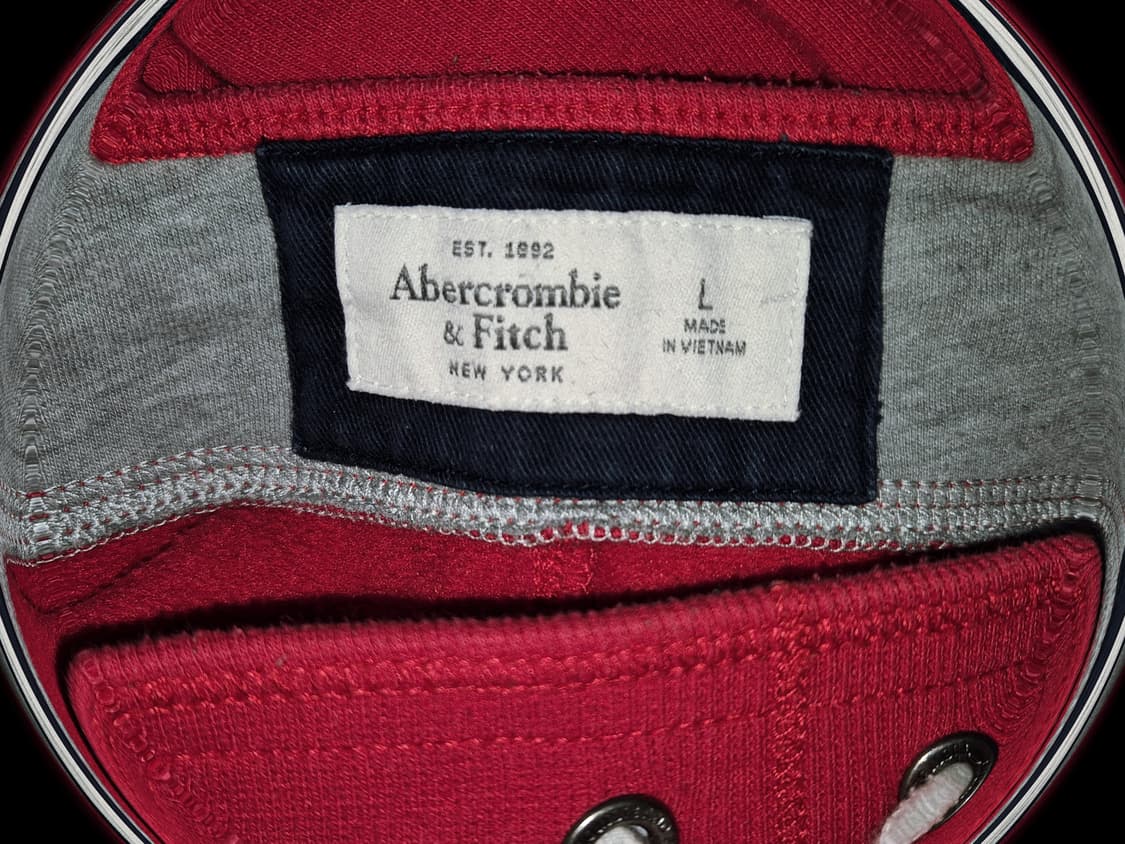 EST. 1892
Abercrombie
& Fitch
NEW YORK
L
MADE
IN VIETNAM